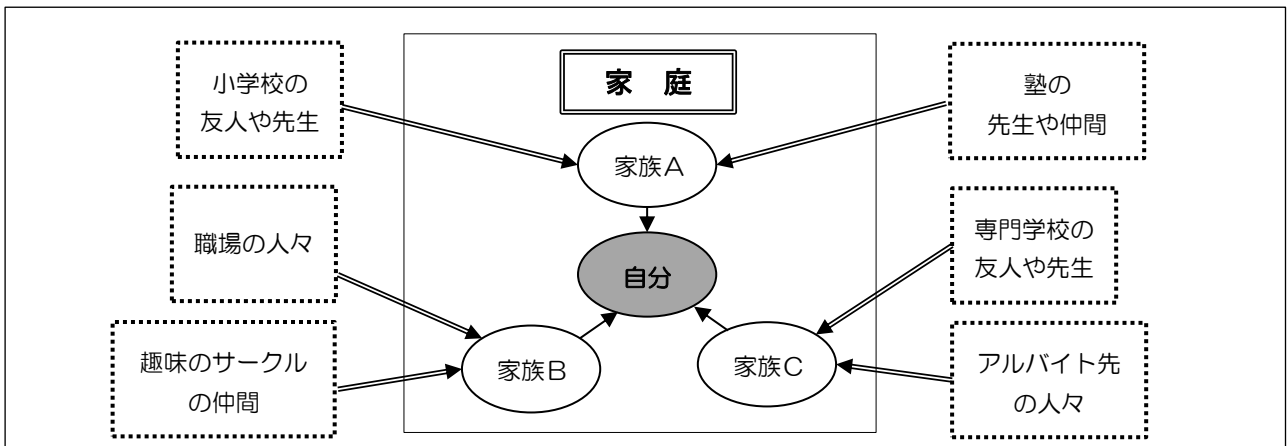 家 庭
小学校の
友人や先生
塾の
先生や仲間
家族A
職場の人々
専門学校の
友人や先生
自分
趣味のサークル
の仲間
家族B
家族C
アルバイト先
の人々